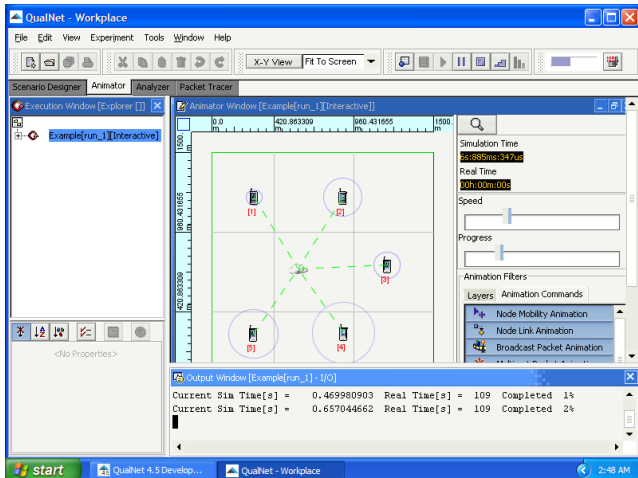 QualNet - Workplace
File Edit View Experiment Tools Window Help
X-Y View Fit To Screen
Scenario Designer Animator Analyzer Packet Tracer
Execution Window [Explorer []]
Animator Window [Example[run_1][Interactive]]
Example[run_1][Interactive]
0.0 420.863309 960.431655 1500.
m m m m
1500.
960.431655
420.863309
[1]
[2]
[3]
[5]
[4]
Simulation Time
6s:885ms:347us
Real Time
00h:00m:00s
Speed
Progress
Animation Filters
Layers Animation Commands
Node Mobility Animation
Node Link Animation
Broadcast Packet Animation
<No Properties>
Output Window [Example[run_1] - I/O]
Current Sim Time[s] = 0.469980903 Real Time[s] = 109 Completed 1%
Current Sim Time[s] = 0.657044662 Real Time[s] = 109 Completed 2%
start
QualNet 4.5 Develop...
QualNet - Workplace
2:48 AM